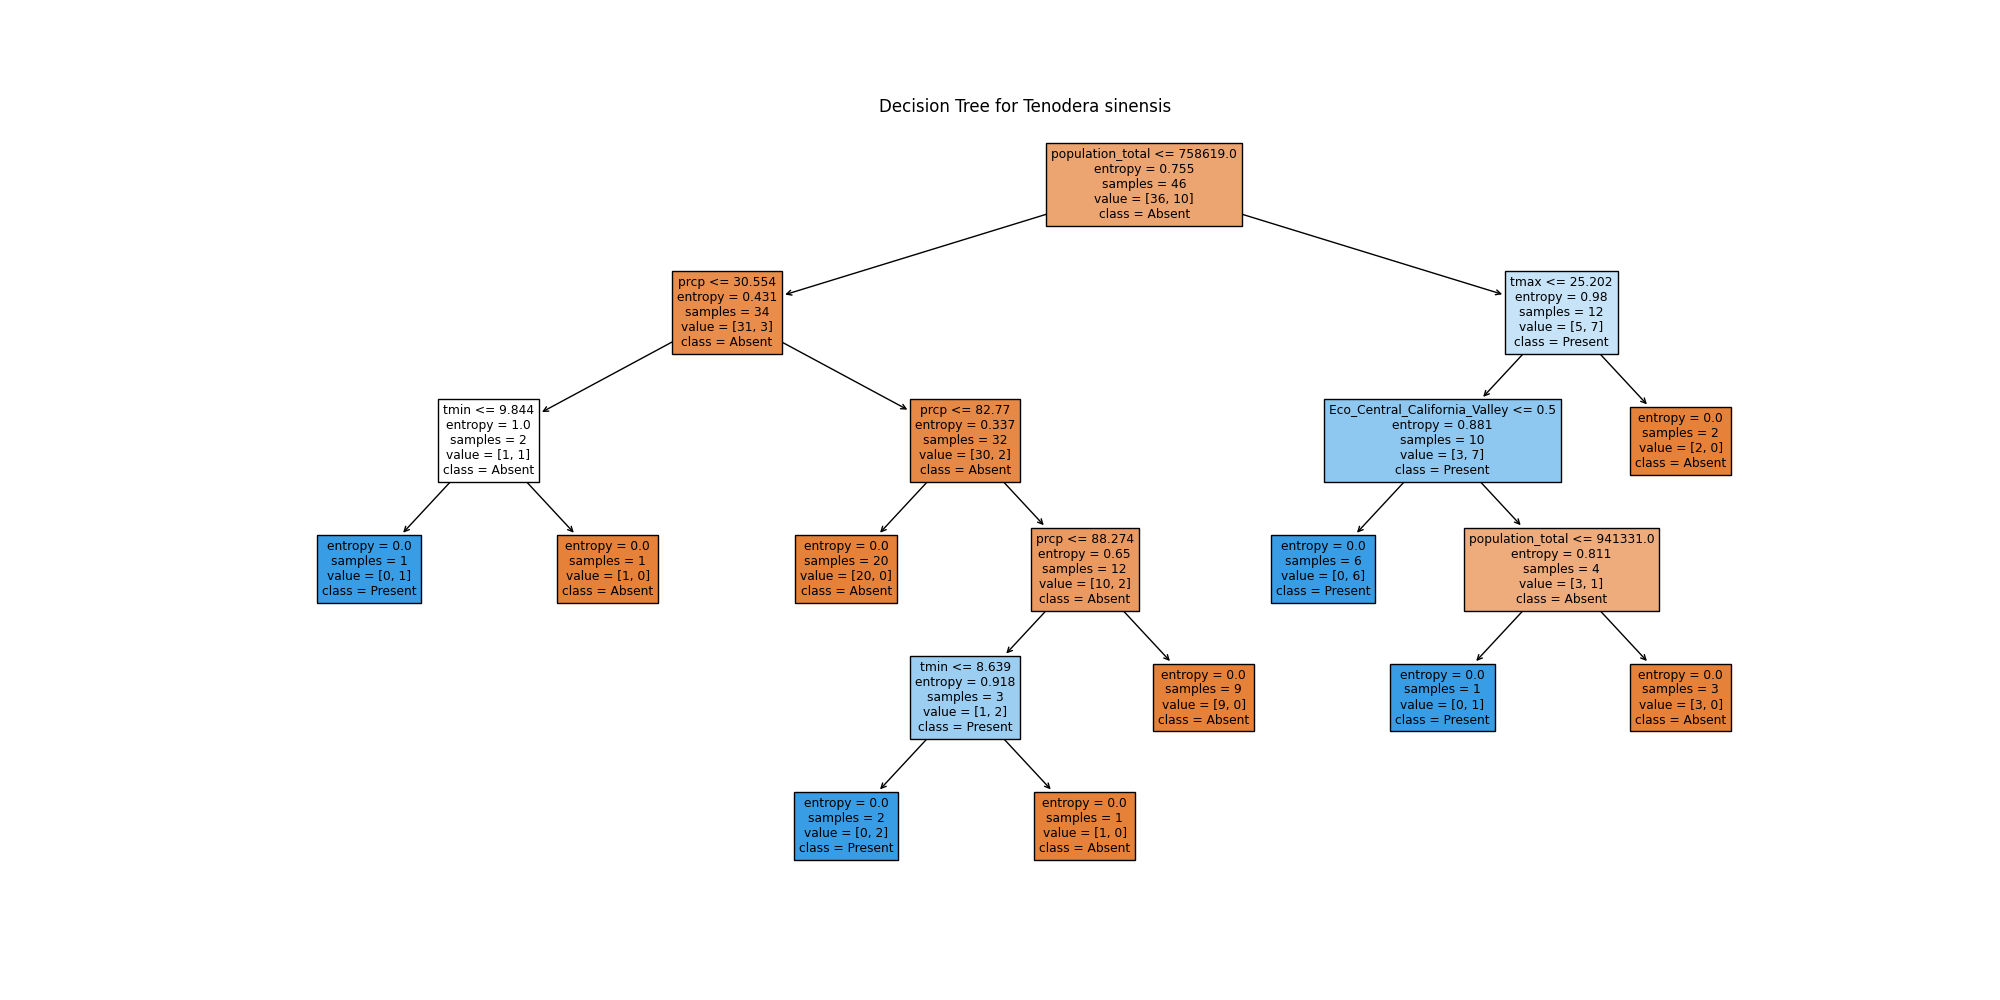 Decision Tree for Tenodera sinensis
population_total <= 758619.0
entropy = 0.755
samples = 46
value = [36, 10]
class = Absent
prcp <= 30.554
entropy = 0.431
samples = 34
value = [31, 3]
class = Absent
tmax <= 25.202
entropy = 0.98
samples = 12
value = [5, 7]
class = Present
tmin <= 9.844
entropy = 1.0
samples = 2
value = [1, 1]
class = Absent
prcp <= 82.77
entropy = 0.337
samples = 32
value = [30, 2]
class = Absent
Eco_Central_California_Valley <= 0.5
entropy = 0.881
samples = 10
value = [3, 7]
class = Present
entropy = 0.0
samples = 2
value = [2, 0]
class = Absent
entropy = 0.0
samples = 1
value = [0, 1]
class = Present
entropy = 0.0
samples = 1
value = [1, 0]
class = Absent
entropy = 0.0
samples = 20
value = [20, 0]
class = Absent
prcp <= 88.274
entropy = 0.65
samples = 12
value = [10, 2]
class = Absent
entropy = 0.0
samples = 6
value = [0, 6]
class = Present
population_total <= 941331.0
entropy = 0.811
samples = 4
value = [3, 1]
class = Absent
tmin <= 8.639
entropy = 0.918
samples = 3
value = [1, 2]
class = Present
entropy = 0.0
samples = 9
value = [9, 0]
class = Absent
entropy = 0.0
samples = 1
value = [0, 1]
class = Present
entropy = 0.0
samples = 3
value = [3, 0]
class = Absent
entropy = 0.0
samples = 2
value = [0, 2]
class = Present
entropy = 0.0
samples = 1
value = [1, 0]
class = Absent